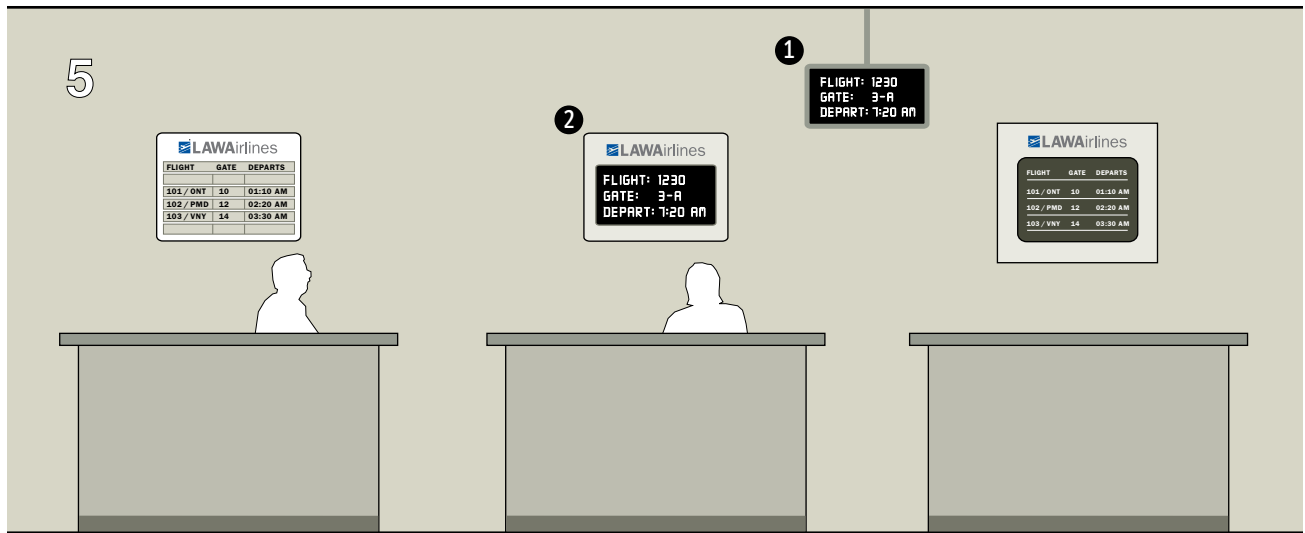 5
1
FLIGHT: 1230
GATE: 3-A
DEPART: 7:20 AM
LAWAirlines
FLIGHT GATE DEPARTS
101 / ONT 10 01:10 AM
102 / PMD 12 02:20 AM
103 / VNY 14 03:30 AM
2
LAWAirlines
FLIGHT: 1230
GATE: 3-A
DEPART: 7:20 AM
LAWAirlines
FLIGHT GATE DEPARTS
101 / ONT 10 01:10 AM
102 / PMD 12 02:20 AM
103 / VNY 14 03:30 AM